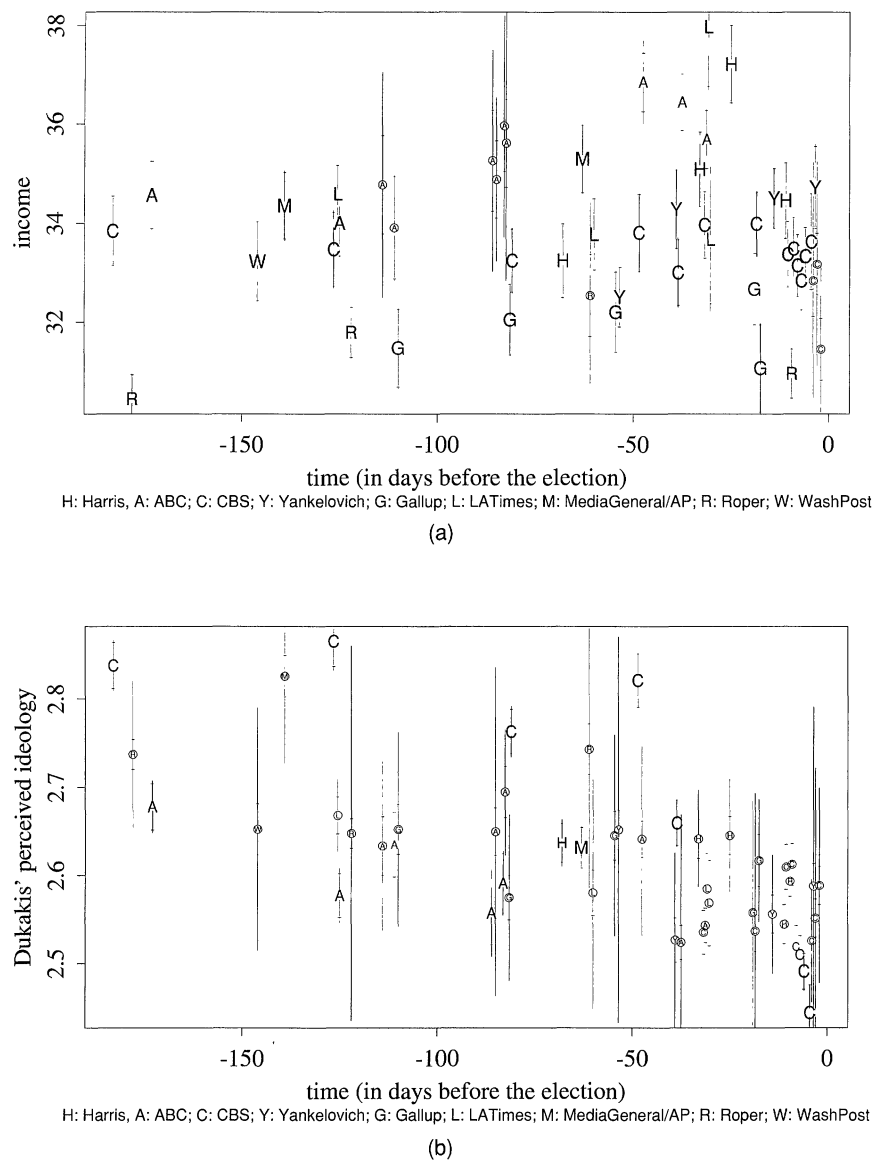 38
36
34
32
income
-150
-100
-50
0
time (in days before the election)
H: Harris, A: ABC; C: CBS; Y: Yankelovich; G: Gallup; L: LATimes; M: MediaGeneral/AP; R: Roper; W: WashPost
(a)
2.8
2.7
2.6
2.5
Dukakis' perceived ideology
-150
-100
-50
0
time (in days before the election)
H: Harris, A: ABC; C: CBS; Y: Yankelovich; G: Gallup; L: LATimes; M: MediaGeneral/AP; R: Roper; W: WashPost
(b)